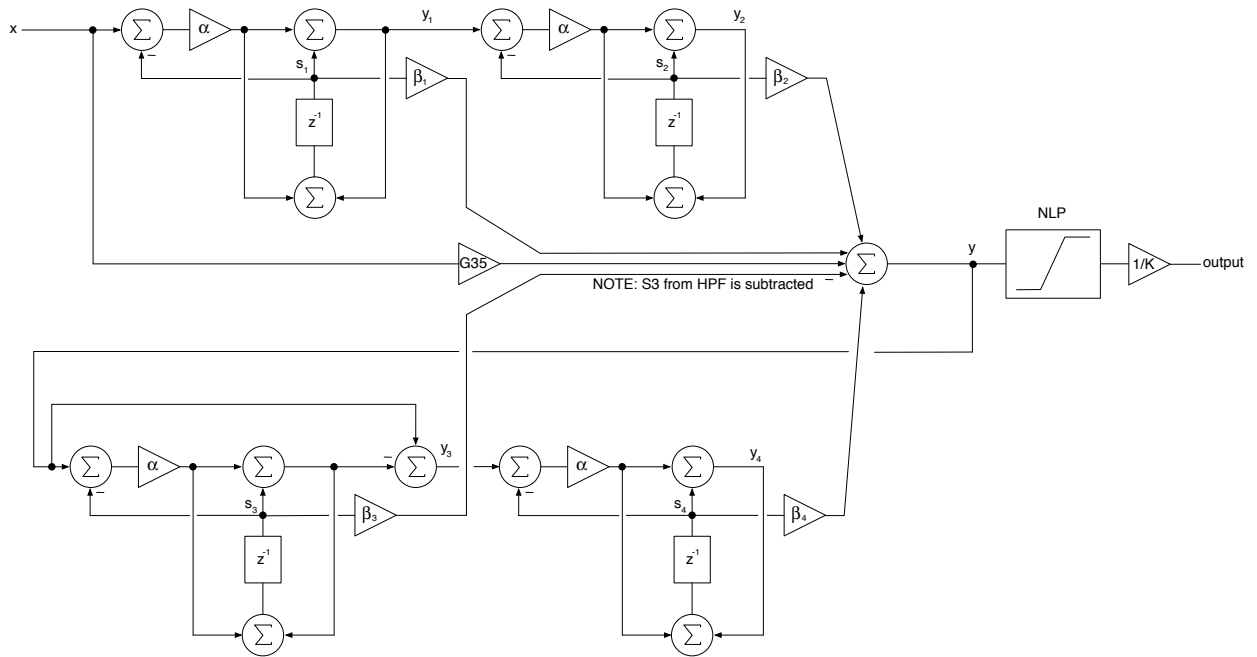 x
Σ
−
α
Σ
y₁
Σ
−
α
Σ
y₂
s₁
β₁
s₂
β₂
z⁻¹
z⁻¹
Σ
Σ
NLP
G35
Σ
y
1/K
output
−
NOTE: S3 from HPF is subtracted
Σ
−
α
Σ
−
Σ
y₃
Σ
−
α
Σ
y₄
s₃
β₃
s₄
β₄
z⁻¹
z⁻¹
Σ
Σ